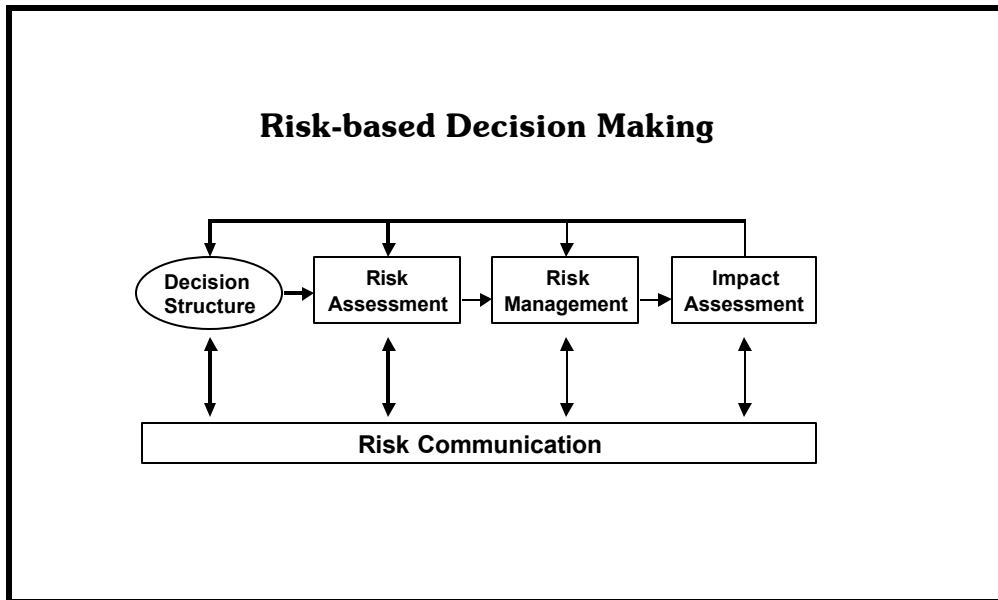 Risk-based Decision Making
Decision
Structure
Risk
Assessment
Risk
Management
Impact
Assessment
Risk Communication